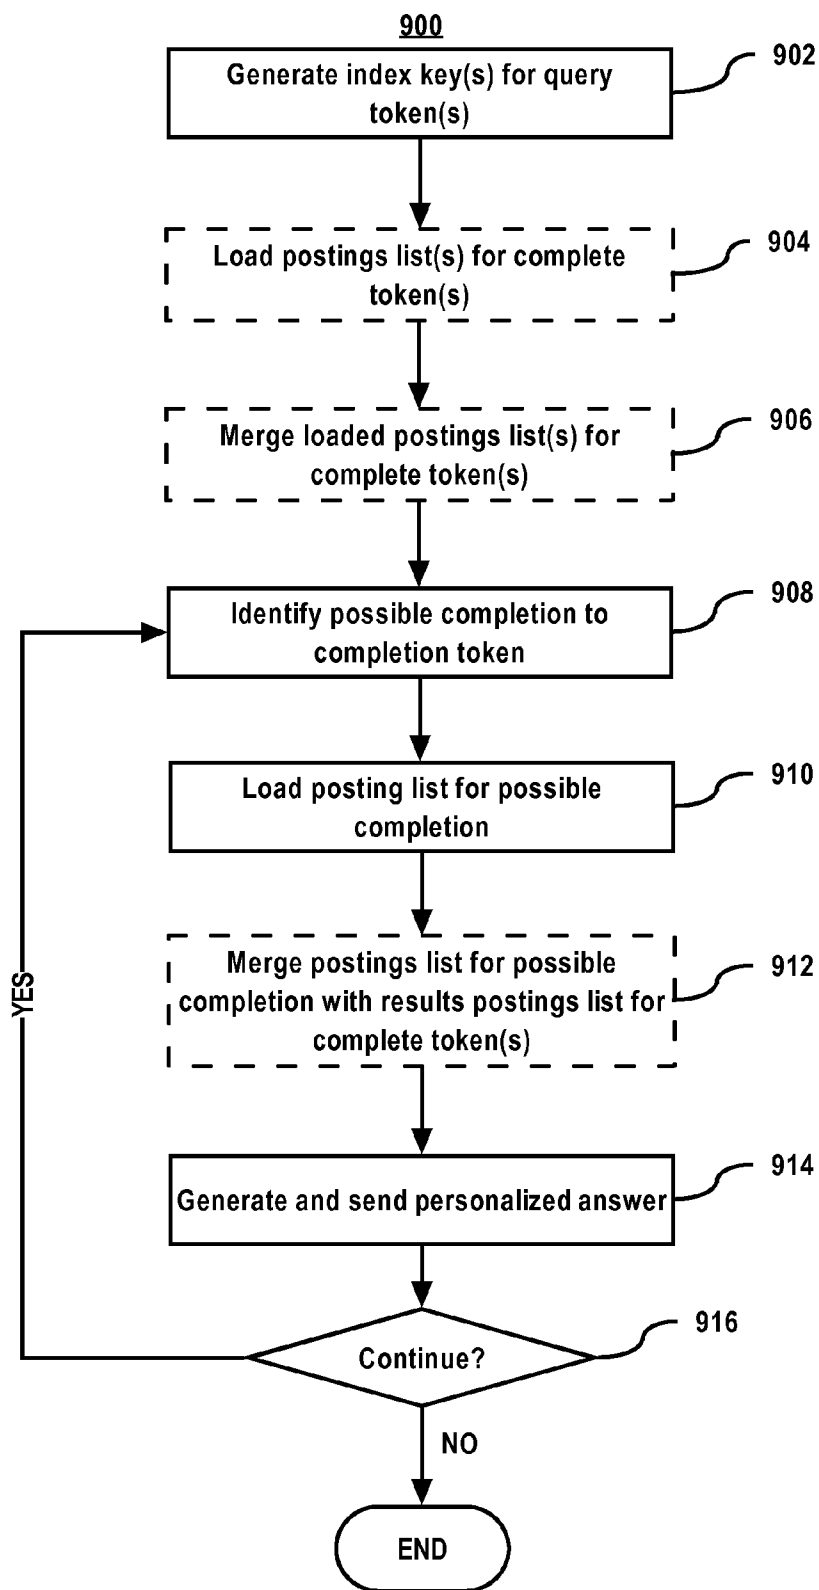 900
Generate index key(s) for query
token(s)
902
Load postings list(s) for complete
token(s)
904
Merge loaded postings list(s) for
complete token(s)
906
Identify possible completion to
completion token
908
Load posting list for possible
completion
910
Merge postings list for possible
completion with results postings list for
complete token(s)
912
Generate and send personalized answer
914
Continue?
916
YES
NO
END